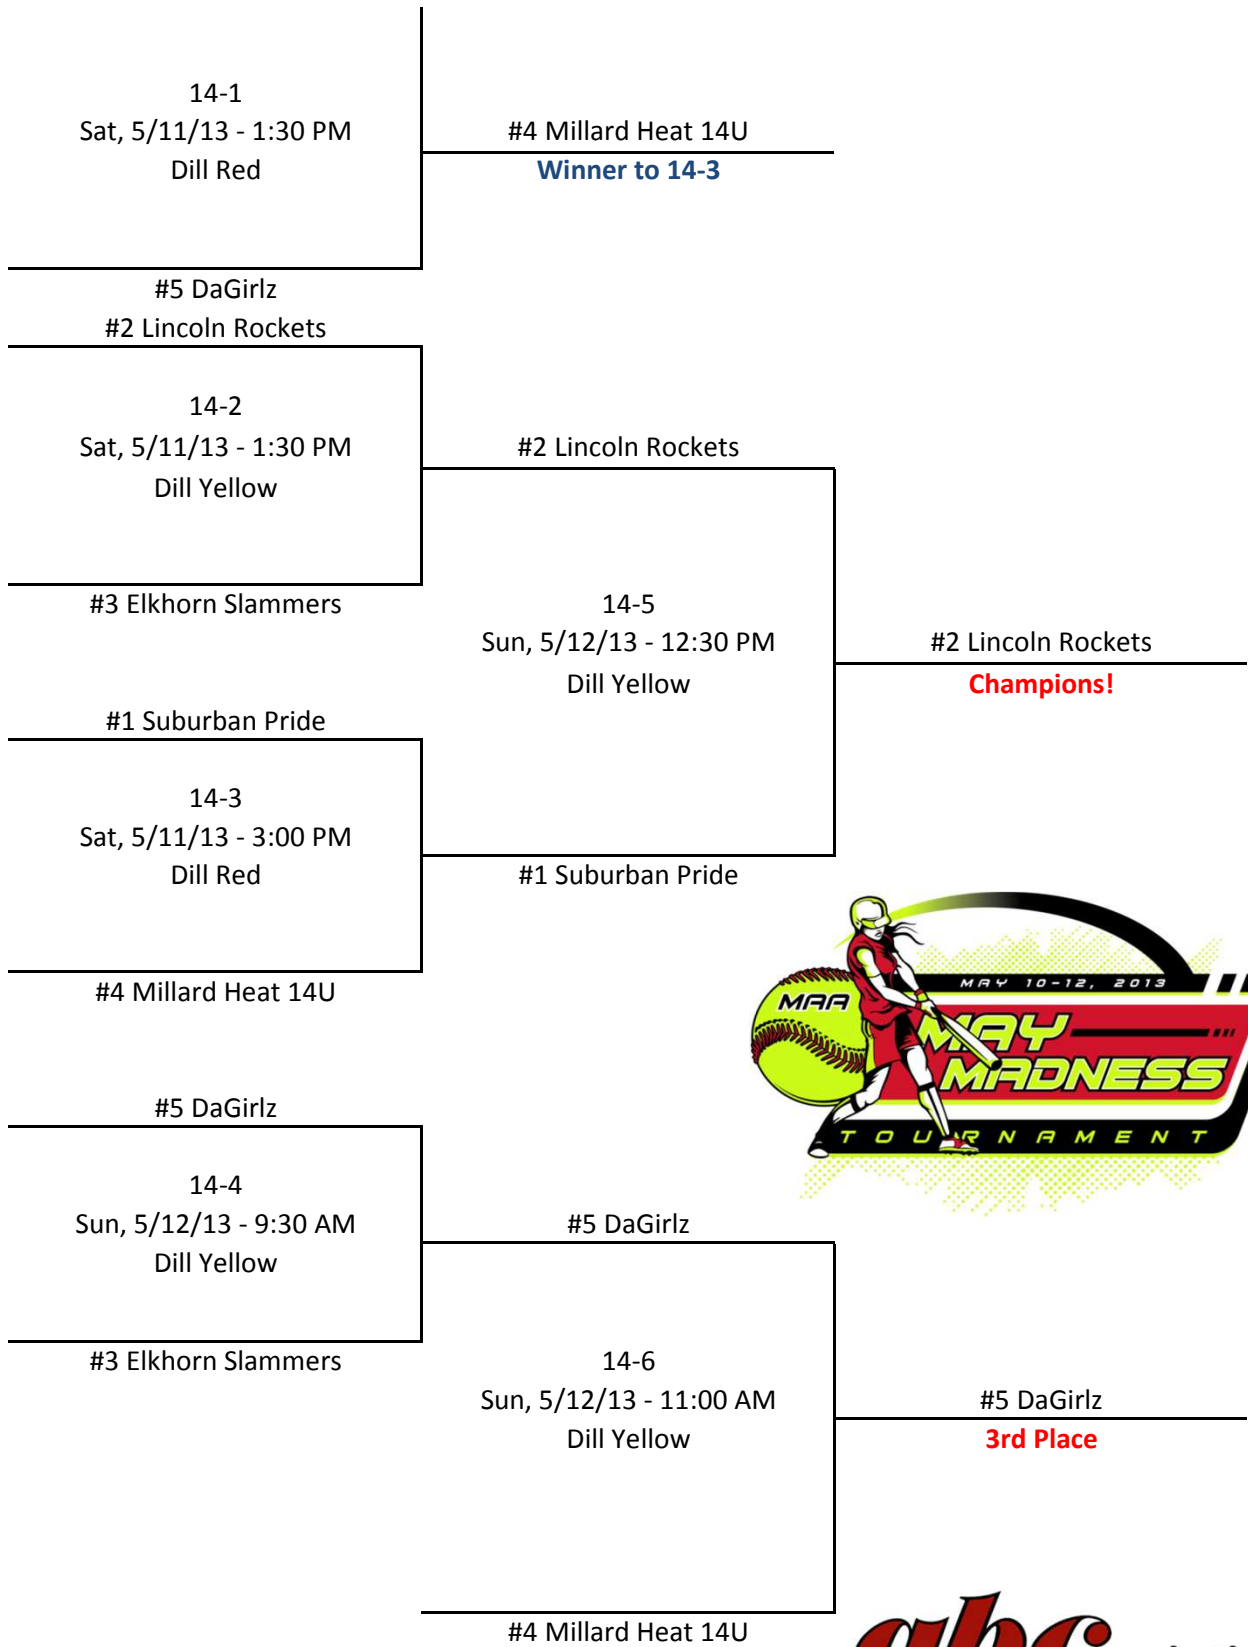 14-1
Sat, 5/11/13 - 1:30 PM
Dill Red
#4 Millard Heat 14U
Winner to 14-3
#5 DaGirlz
#2 Lincoln Rockets
14-2
Sat, 5/11/13 - 1:30 PM
Dill Yellow
#2 Lincoln Rockets
#3 Elkhorn Slammers
14-5
Sun, 5/12/13 - 12:30 PM
Dill Yellow
#2 Lincoln Rockets
Champions!
#1 Suburban Pride
14-3
Sat, 5/11/13 - 3:00 PM
Dill Red
#1 Suburban Pride
#4 Millard Heat 14U
MAY 10-12, 2013
MAA
MAY
MADNESS
TOURNAMENT
#5 DaGirlz
14-4
Sun, 5/12/13 - 9:30 AM
Dill Yellow
#5 DaGirlz
#3 Elkhorn Slammers
14-6
Sun, 5/12/13 - 11:00 AM
Dill Yellow
#5 DaGirlz
3rd Place
#4 Millard Heat 14U